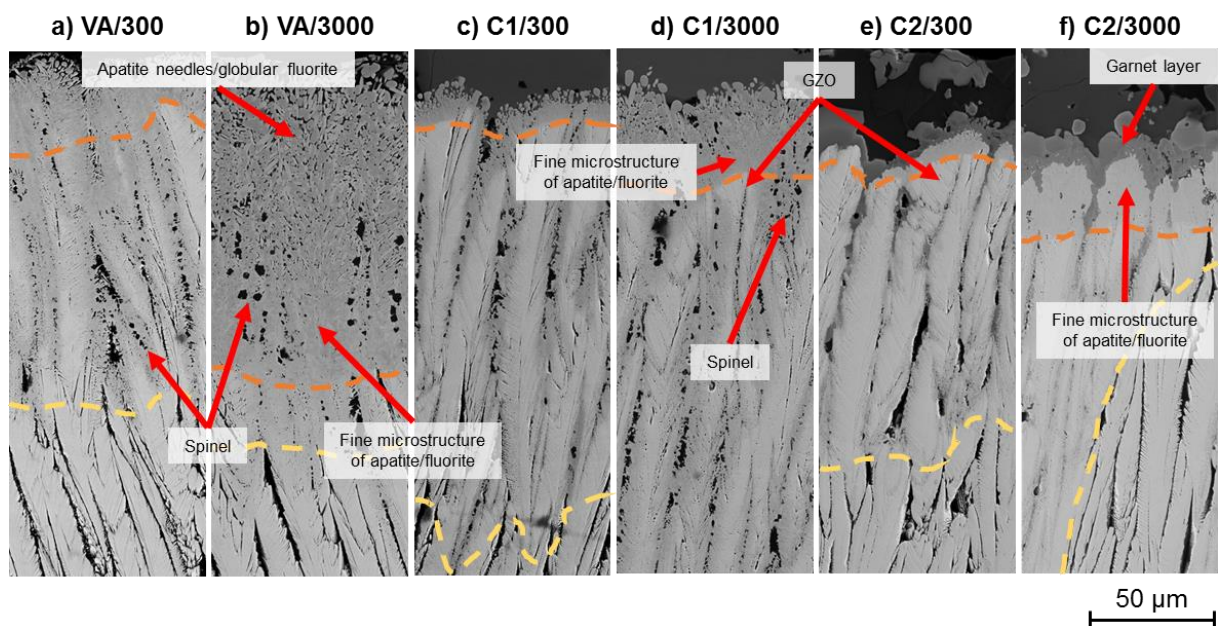 a) VA/300
b) VA/3000
c) C1/300
d) C1/3000
e) C2/300
f) C2/3000
Apatite needles/globular fluorite
GZO
Garnet layer
Fine microstructure
of apatite/fluorite
Spinel
Fine microstructure
of apatite/fluorite
Spinel
Fine microstructure
of apatite/fluorite
50 µm